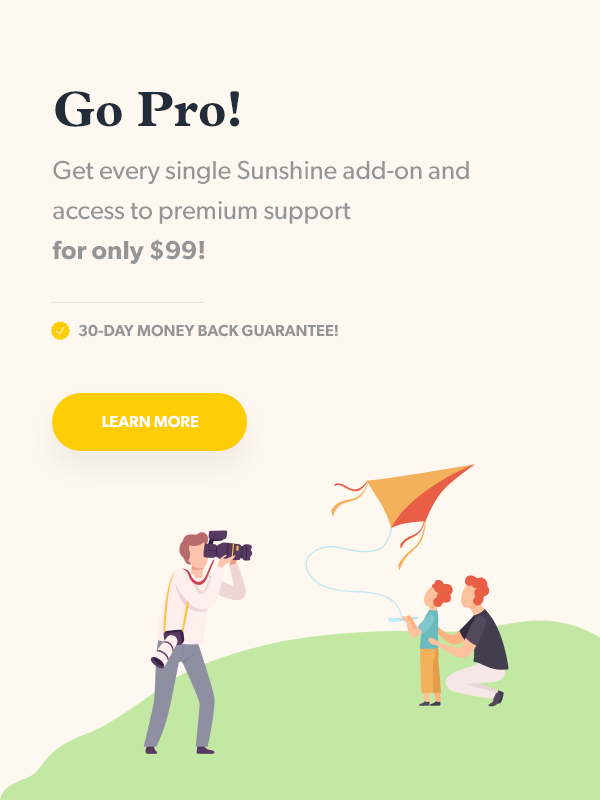 Go Pro!
Get every single Sunshine add-on and
access to premium support
for only $99!
30-DAY MONEY BACK GUARANTEE!
LEARN MORE